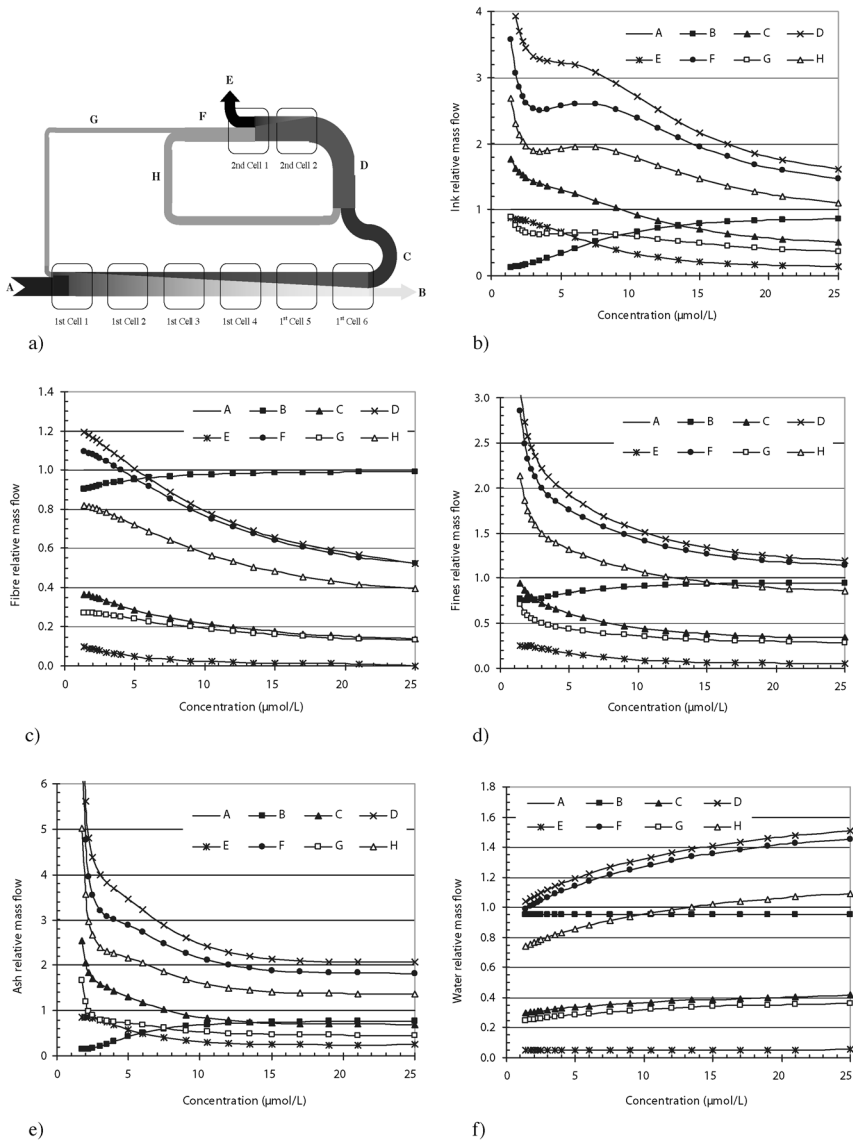 E
F
G
2nd Cell 1 2nd Cell 2
D
H
C
A
B
1st Cell 1 1st Cell 2 1st Cell 3 1st Cell 4 1st Cell 5 1st Cell 6
a)
4
3
2
1
0
Ink relative mass flow
A B C D
E F G H
0 5 10 15 20 25
Concentration (µmol/L)
b)
1.4
1.2
1.0
0.8
0.6
0.4
0.2
0.0
Fibre relative mass flow
A B C D
E F G H
0 5 10 15 20 25
Concentration (µmol/L)
c)
3.0
2.5
2.0
1.5
1.0
0.5
0.0
Fines relative mass flow
A B C D
E F G H
0 5 10 15 20 25
Concentration (µmol/L)
d)
6
5
4
3
2
1
0
Ash relative mass flow
A B C D
E F G H
0 5 10 15 20 25
Concentration (µmol/L)
e)
1.8
1.6
1.4
1.2
1.0
0.8
0.6
0.4
0.2
0.0
Water relative mass flow
A B C D
E F G H
0 5 10 15 20 25
Concentration (µmol/L)
f)